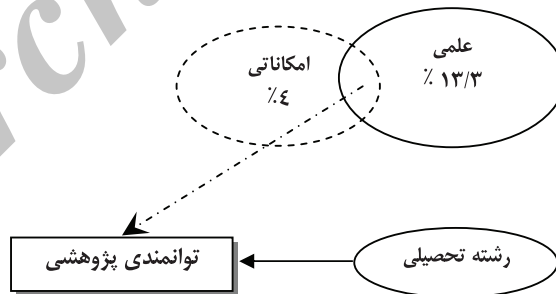 علمی
٪ ۱۳/۳
امکاناتی
٪٤
رشته تحصیلی
توانمندی پژوهشی